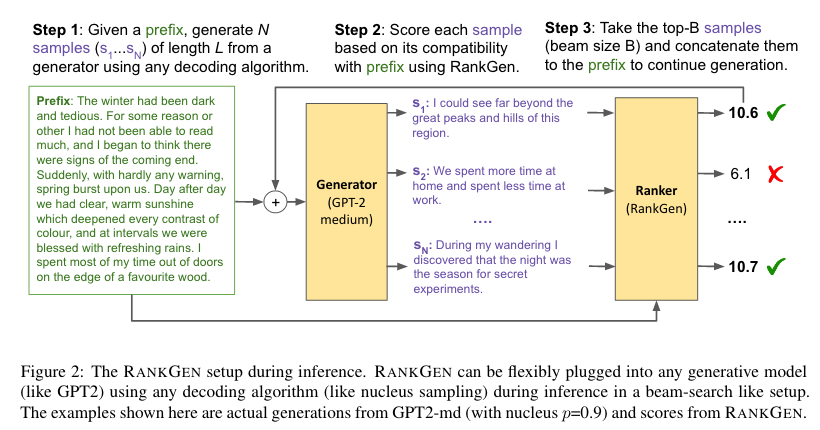 Step 1: Given a prefix, generate N
samples (s1...sN) of length L from a
generator using any decoding algorithm.
Step 2: Score each sample
based on its compatibility
with prefix using RankGen.
Step 3: Take the top-B samples
(beam size B) and concatenate them
to the prefix to continue generation.
Prefix: The winter had been dark
and tedious. For some reason or
other I had not been able to read
much, and I began to think there
were signs of the coming end.
Suddenly, with hardly any warning,
spring burst upon us. Day after day
we had clear, warm sunshine
which deepened every contrast of
colour, and at intervals we were
blessed with refreshing rains. I
spent most of my time out of doors
on the edge of a favourite wood.
+
Generator
(GPT-2
medium)
s1: I could see far beyond the
great peaks and hills of this
region.
s2: We spent more time at
home and spent less time at
work.
....
sN: During my wandering I
discovered that the night was
the season for secret
experiments.
Ranker
(RankGen)
10.6
6.1
....
10.7
Figure 2: The RANKGEN setup during inference. RANKGEN can be flexibly plugged into any generative model
(like GPT2) using any decoding algorithm (like nucleus sampling) during inference in a beam-search like setup.
The examples shown here are actual generations from GPT2-md (with nucleus p=0.9) and scores from RANKGEN.